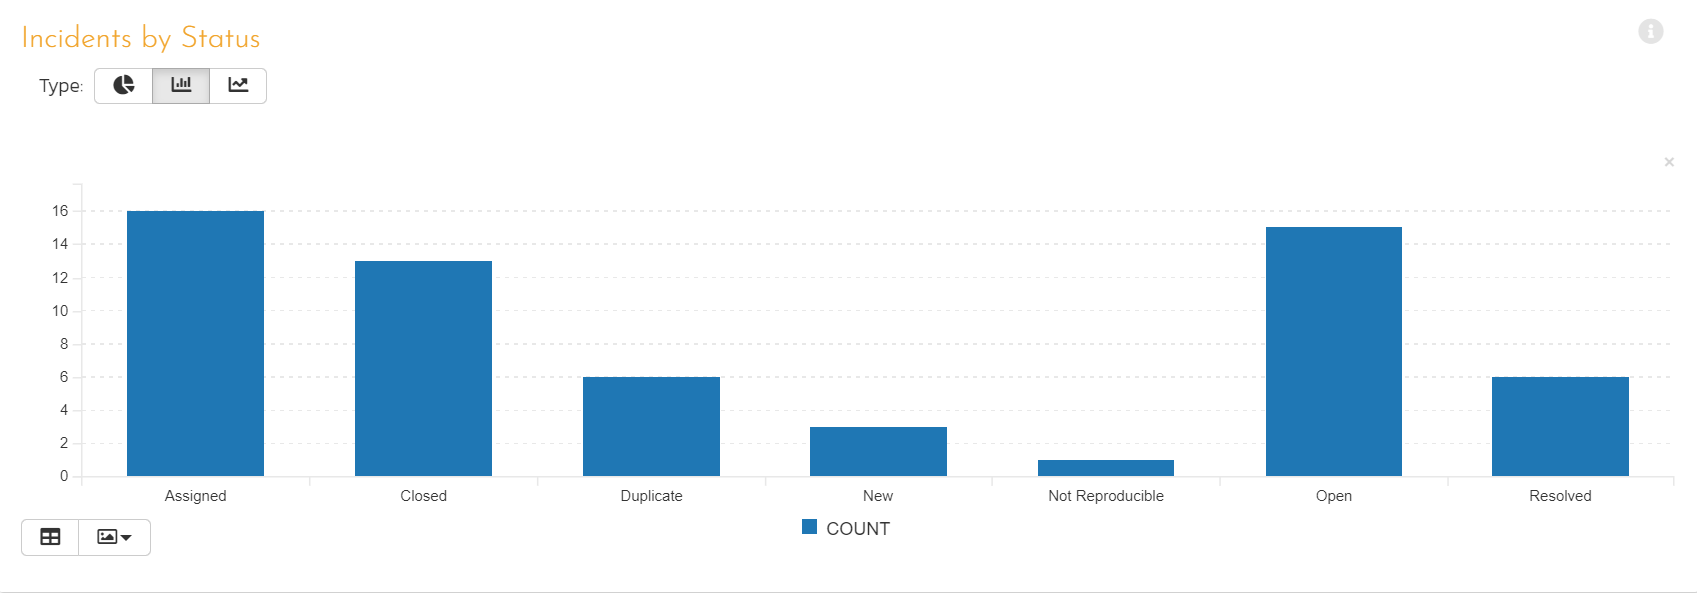 Incidents by Status
Type:
×
16
14
12
10
8
6
4
2
0
Assigned Closed Duplicate New Not Reproducible Open Resolved
COUNT